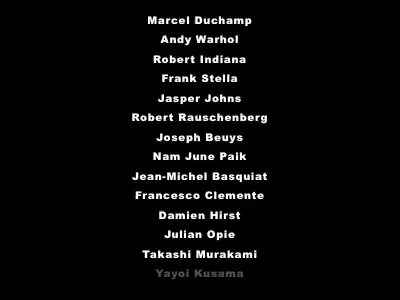 Marcel Duchamp
Andy Warhol
Robert Indiana
Frank Stella
Jasper Johns
Robert Rauschenberg
Joseph Beuys
Nam June Paik
Jean-Michel Basquiat
Francesco Clemente
Damien Hirst
Julian Opie
Takashi Murakami
Yayoi Kusama